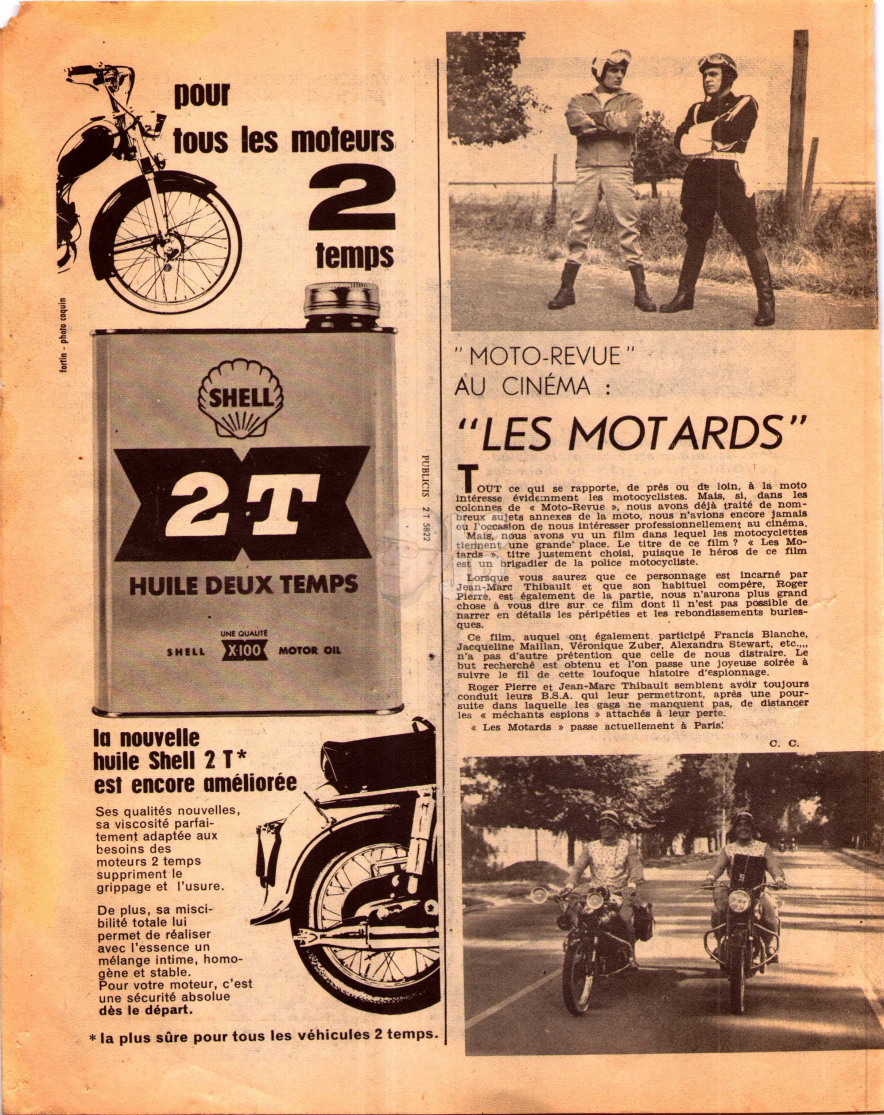 pour
tous les moteurs
2
temps
fortin - photo coquin
SHELL
2T
HUILE DEUX TEMPS
UNE QUALITÉ
SHELL X-100 MOTOR OIL
PUBLICIS 2 T 5822
la nouvelle
huile Shell 2 T*
est encore améliorée
Ses qualités nouvelles,
sa viscosité parfai-
tement adaptée aux
besoins des
moteurs 2 temps
suppriment le
grippage et l'usure.
De plus, sa misci-
bilité totale lui
permet de réaliser
avec l'essence un
mélange intime, homo-
gène et stable.
Pour votre moteur, c'est
une sécurité absolue
dès le départ.
* la plus sûre pour tous les véhicules 2 temps.
"MOTO-REVUE"
AU CINÉMA :
"LES MOTARDS"
TOUT ce qui se rapporte, de près ou de loin, à la moto
intéresse évidemment les motocyclistes. Mais, si, dans les
colonnes de « Moto-Revue », nous avons déjà traité de nom-
breux sujets annexes de la moto, nous n'avions encore jamais
eu l'occasion de nous intéresser professionnellement au cinéma.
Mais, nous avons vu un film dans lequel les motocyclettes
tiennent une grande place. Le titre de ce film ? « Les Mo-
tards », titre justement choisi, puisque le héros de ce film
est un brigadier de la police motocycliste.
Lorsque vous saurez que ce personnage est incarné par
Jean-Marc Thibault et que son habituel compère, Roger
Pierre, est également de la partie, nous n'aurons plus grand
chose à vous dire sur ce film dont il n'est pas possible de
narrer en détails les péripéties et les rebondissements burles-
ques.
Ce film, auquel ont également participé Francis Blanche,
Jacqueline Maillan, Véronique Zuber, Alexandra Stewart, etc...,
n'a pas d'autre prétention que celle de nous distraire. Le
but recherché est obtenu et l'on passe une joyeuse soirée à
suivre le fil de cette loufoque histoire d'espionnage.
Roger Pierre et Jean-Marc Thibault semblent avoir toujours
conduit leurs B.S.A. qui leur permettront, après une pour-
suite dans laquelle les gags ne manquent pas, de distancer
les « méchants espions » attachés à leur perte.
« Les Motards » passe actuellement à Paris.
C. C.